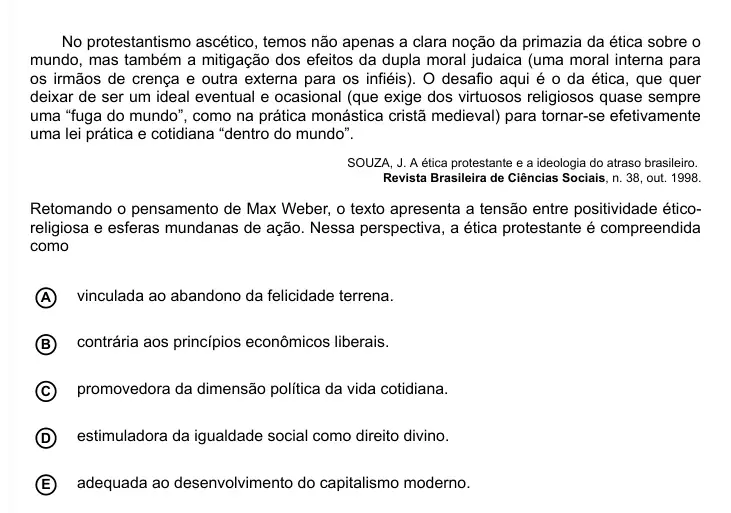 No protestantismo ascético, temos não apenas a clara noção da primazia da ética sobre o
mundo, mas também a mitigação dos efeitos da dupla moral judaica (uma moral interna para
os irmãos de crença e outra externa para os infiéis). O desafio aqui é o da ética, que quer
deixar de ser um ideal eventual e ocasional (que exige dos virtuosos religiosos quase sempre
uma “fuga do mundo”, como na prática monástica cristã medieval) para tornar-se efetivamente
uma lei prática e cotidiana “dentro do mundo”.
SOUZA, J. A ética protestante e a ideologia do atraso brasileiro.
Revista Brasileira de Ciências Sociais, n. 38, out. 1998.
Retomando o pensamento de Max Weber, o texto apresenta a tensão entre positividade ético-
religiosa e esferas mundanas de ação. Nessa perspectiva, a ética protestante é compreendida
como
A vinculada ao abandono da felicidade terrena.
B contrária aos princípios econômicos liberais.
C promovedora da dimensão política da vida cotidiana.
D estimuladora da igualdade social como direito divino.
E adequada ao desenvolvimento do capitalismo moderno.